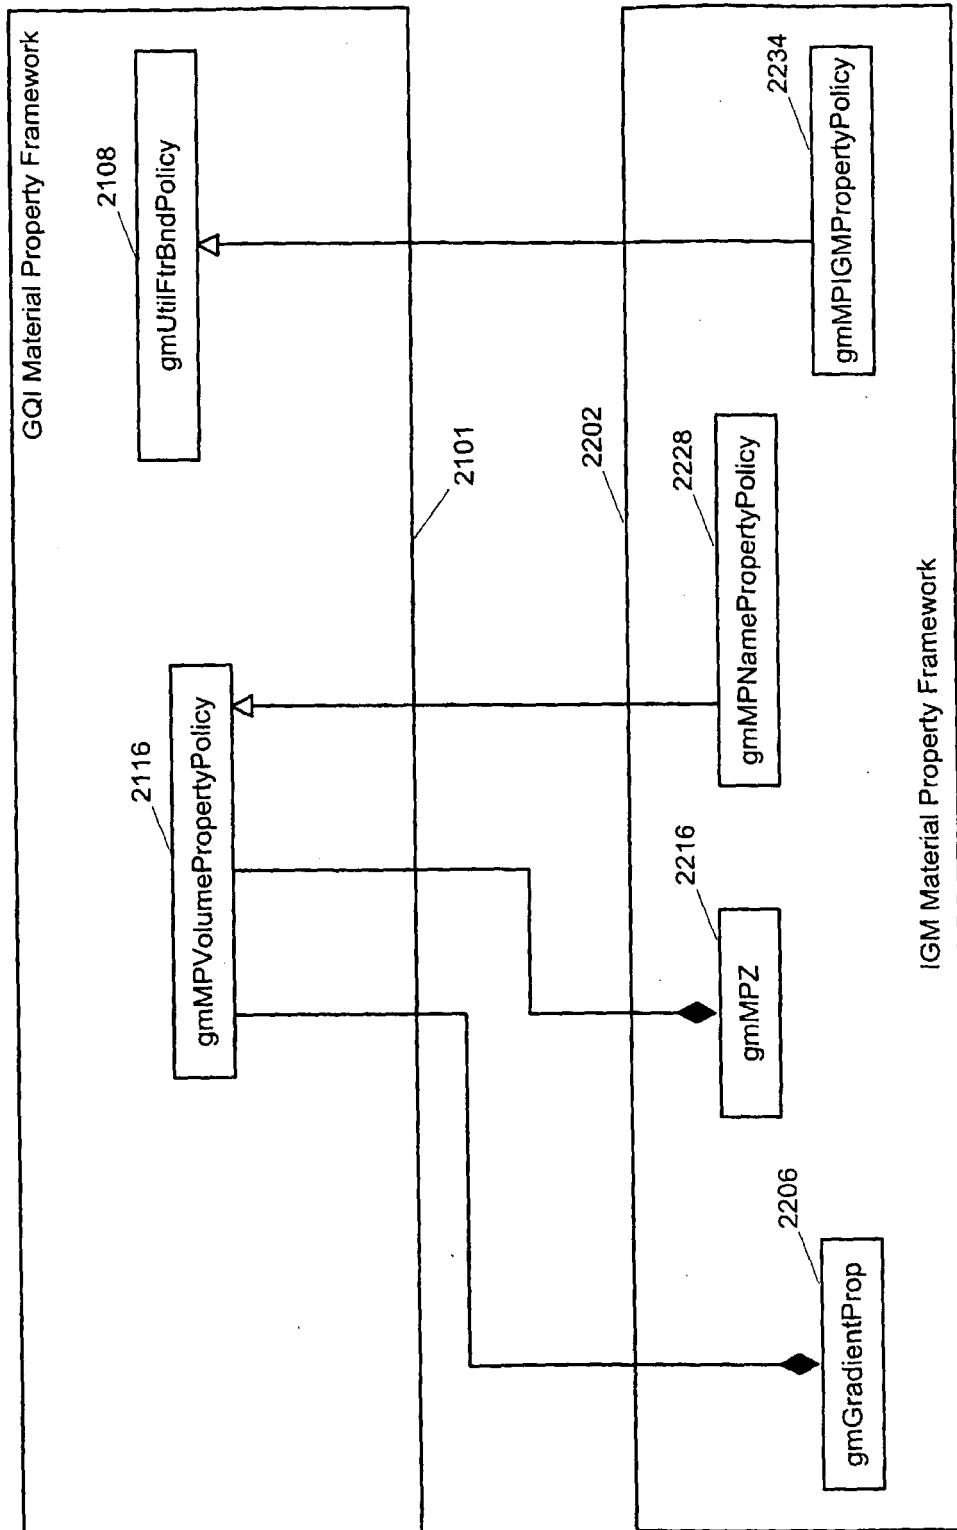 GQI Material Property Framework
2116
gmMPVolumePropertyPolicy
2108
gmUtilFtrBndPolicy
2101
2202
2206
gmGradientProp
2216
gmMPZ
2228
gmMPNamePropertyPolicy
2234
gmMPIGMPropertyPolicy
IGM Material Property Framework